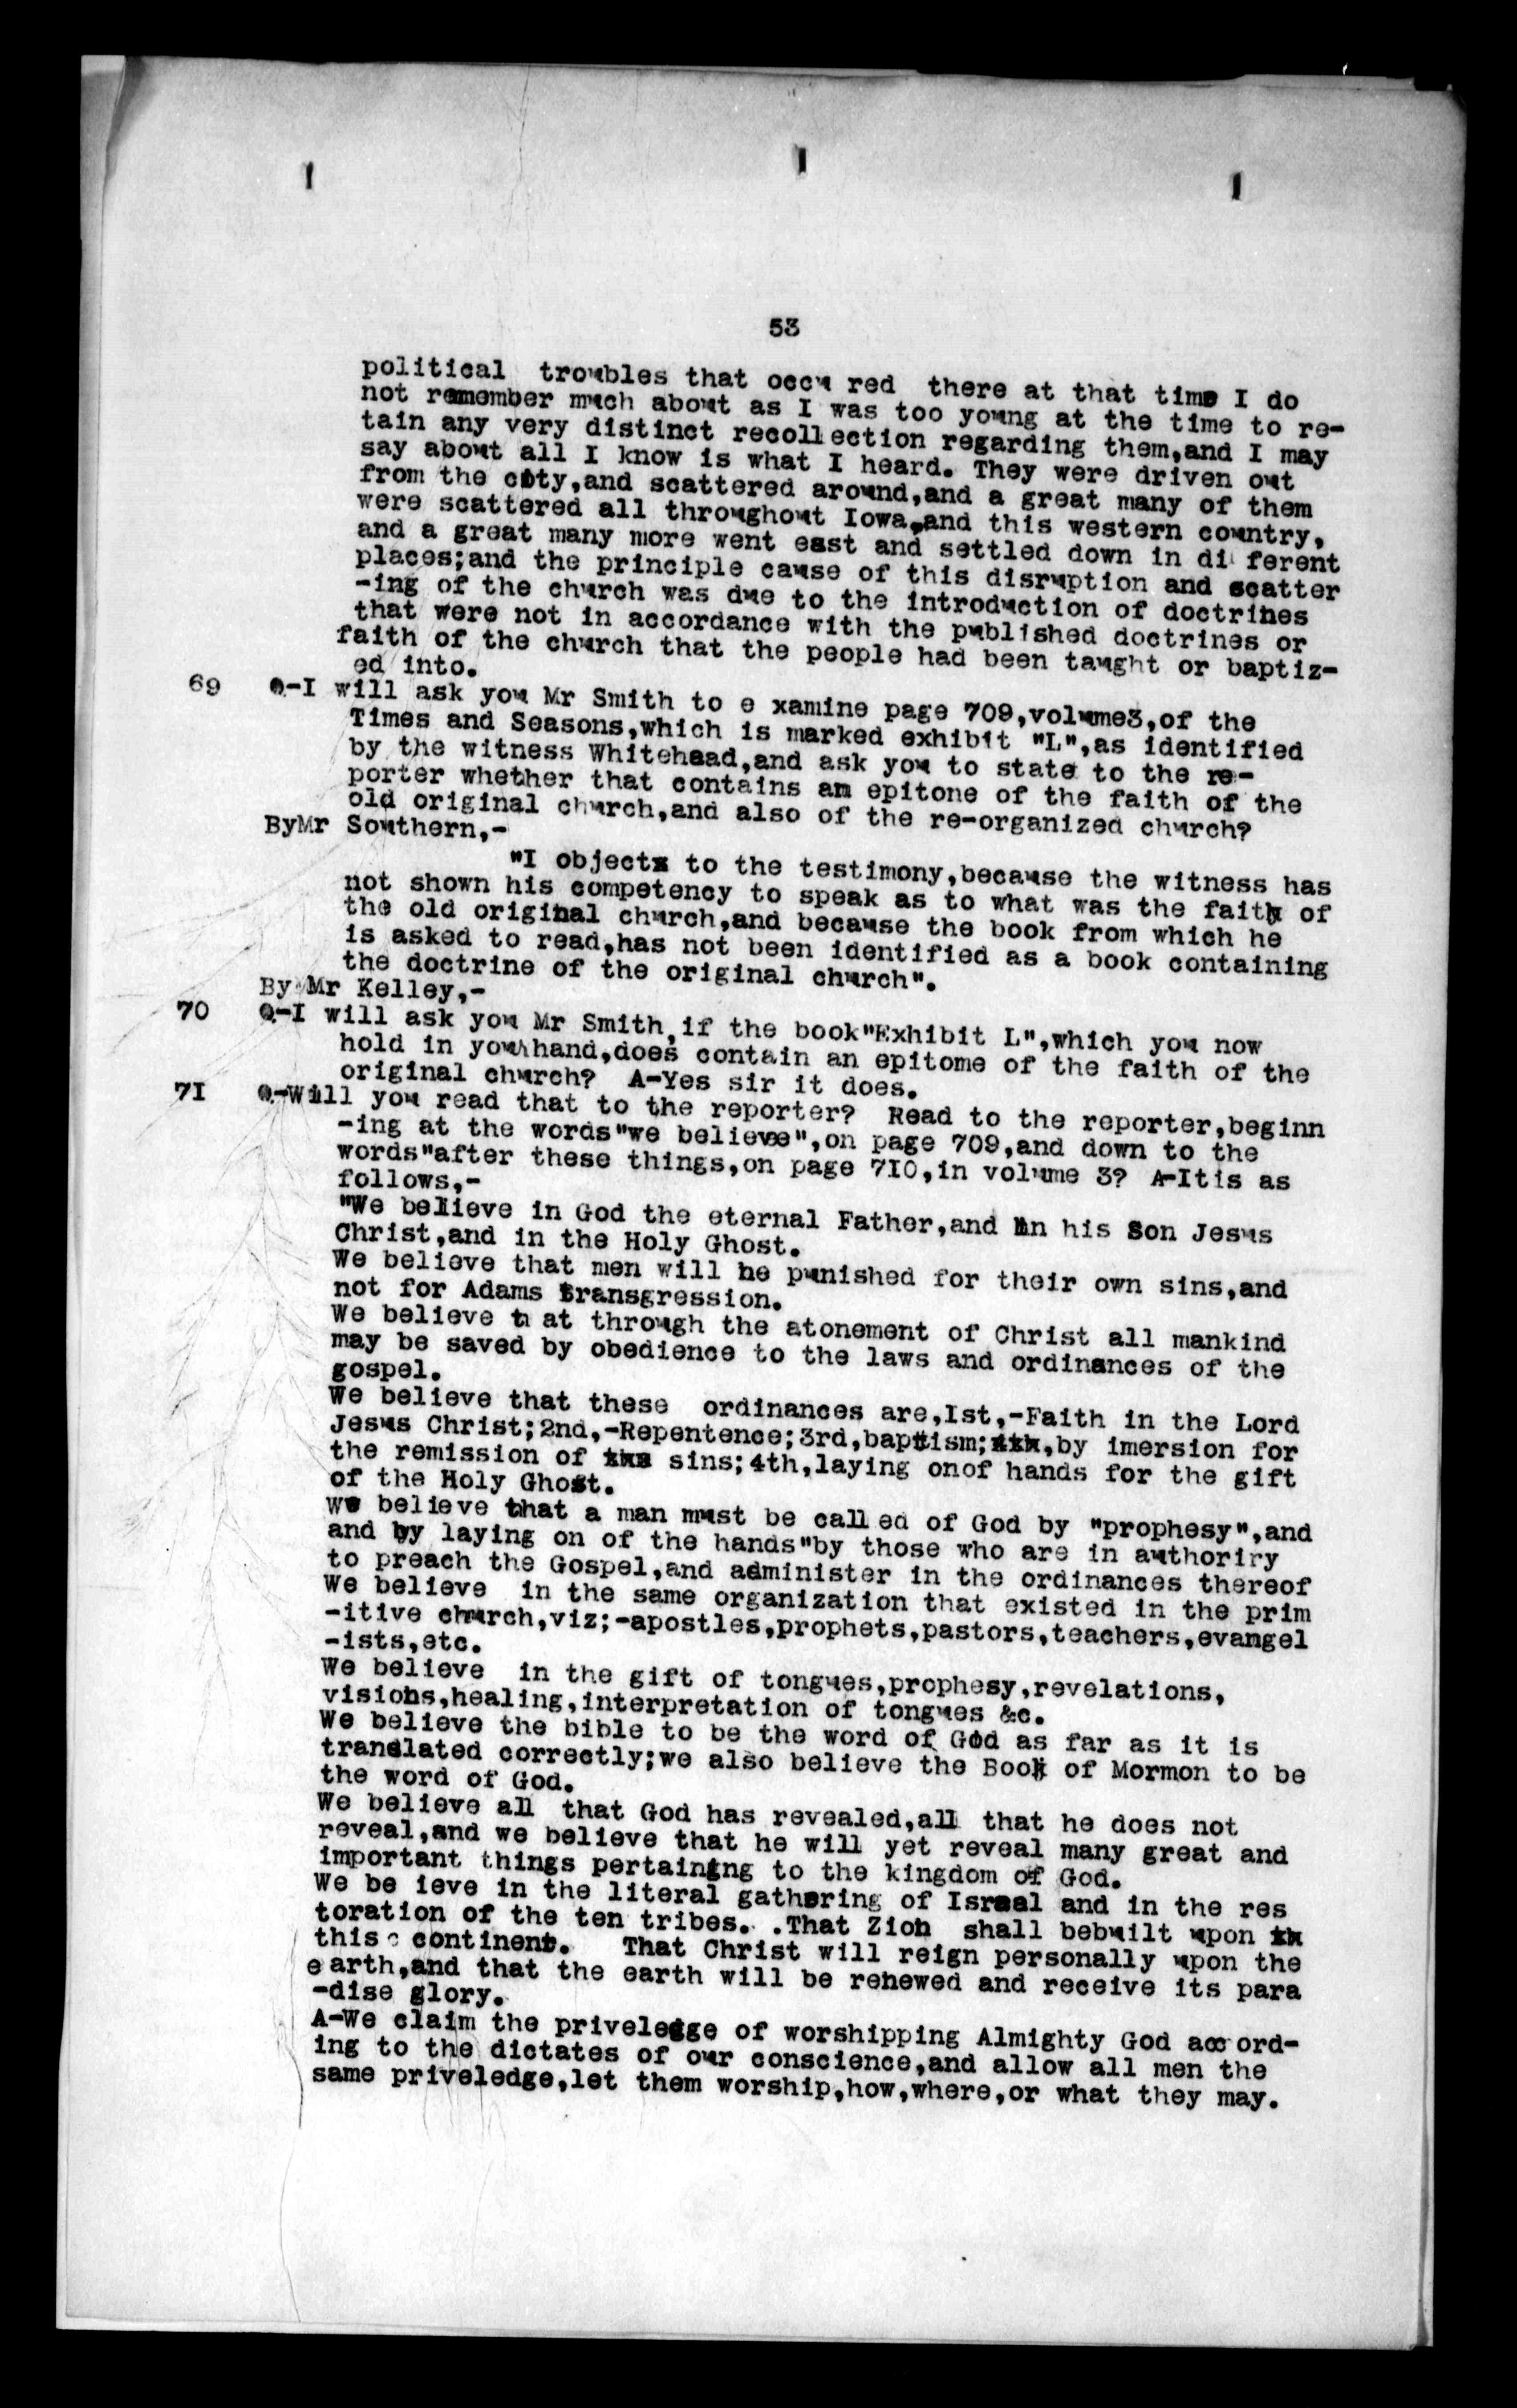 53
political troubles that occu red there at that time I do
not remember much about as I was too young at the time to re-
tain any very distinct recollection regarding them,and I may
say about all I know is what I heard. They were driven out
from the city,and scattered around,and a great many of them
were scattered all throughout Iowa,and this western country,
and a great many more went east and settled down in di ferent
places;and the principle cause of this disruption and scatter
-ing of the church was due to the introduction of doctrines
that were not in accordance with the published doctrines or
faith of the church that the people had been taught or baptiz-
ed into.
69 Q-I will ask you Mr Smith to e xamine page 709,volume3,of the
Times and Seasons,which is marked exhibit "L",as identified
by the witness Whitehead,and ask you to state to the re-
porter whether that contains an epitone of the faith of the
old original church,and also of the re-organized church?
ByMr Southern,-
"I objectx to the testimony,because the witness has
not shown his competency to speak as to what was the faith of
the old original church,and because the book from which he
is asked to read,has not been identified as a book containing
the doctrine of the original church".
By Mr Kelley,-
70 Q-I will ask you Mr Smith,if the book"Exhibit L",which you now
hold in your hand,does contain an epitome of the faith of the
original church? A-Yes sir it does.
71 Q-Will you read that to the reporter? Read to the reporter,beginn
-ing at the words"we believe",on page 709,and down to the
words"after these things,on page 710,in volume 3? A-Itis as
follows,-
"We believe in God the eternal Father,and in his Son Jesus
Christ,and in the Holy Ghost.
We believe that men will be punished for their own sins,and
not for Adams transgression.
We believe th at through the atonement of Christ all mankind
may be saved by obedience to the laws and ordinances of the
gospel.
We believe that these ordinances are,Ist,-Faith in the Lord
Jesus Christ;2nd,-Repentence;3rd,baptism;4th,by imersion for
the remission of the sins;4th,laying onof hands for the gift
of the Holy Ghost.
We believe that a man must be call ed of God by "prophesy",and
and by laying on of the hands"by those who are in authoriry
to preach the Gospel,and administer in the ordinances thereof
We believe in the same organization that existed in the prim
-itive church,viz;-apostles,prophets,pastors,teachers,evangel
-ists,etc.
We believe in the gift of tongues,prophesy,revelations,
visions,healing,interpretation of tongues &c.
We believe the bible to be the word of God as far as it is
translated correctly;we also believe the Book of Mormon to be
the word of God.
We believe all that God has revealed,all that he does not
reveal,and we believe that he will yet reveal many great and
important things pertaining to the kingdom of God.
We be ieve in the literal gathering of Israel and in the res
toration of the ten tribes. .That Zion shall bebuilt upon th
this c continent. That Christ will reign personally upon the
earth,and that the earth will be renewed and receive its para
-dise glory.
A-We claim the priveledge of worshipping Almighty God accord-
ing to the dictates of our conscience,and allow all men the
same priveledge,let them worship,how,where,or what they may.